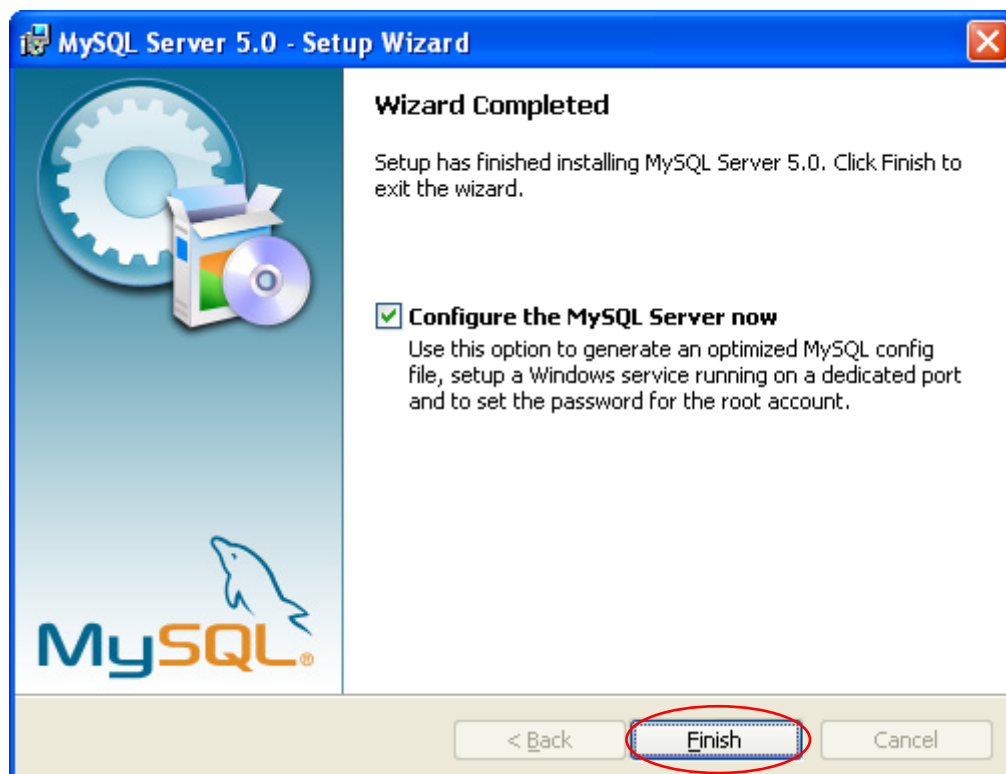 MySQL Server 5.0 - Setup Wizard
Wizard Completed
Setup has finished installing MySQL Server 5.0. Click Finish to
exit the wizard.
Configure the MySQL Server now
Use this option to generate an optimized MySQL config
file, setup a Windows service running on a dedicated port
and to set the password for the root account.
MySQL®
< Back
Finish
Cancel